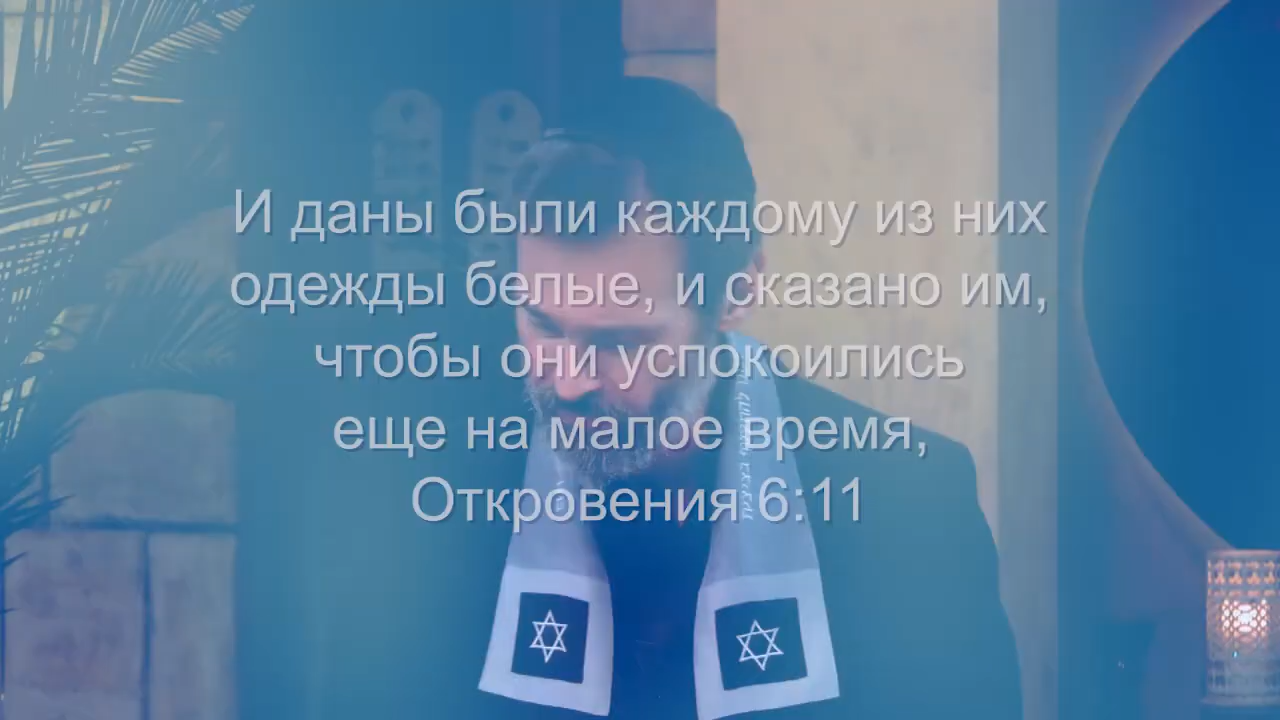 И даны были каждому из них
одежды белые, и сказано им,
чтобы они успокоились
еще на малое время,
Откровения 6:11